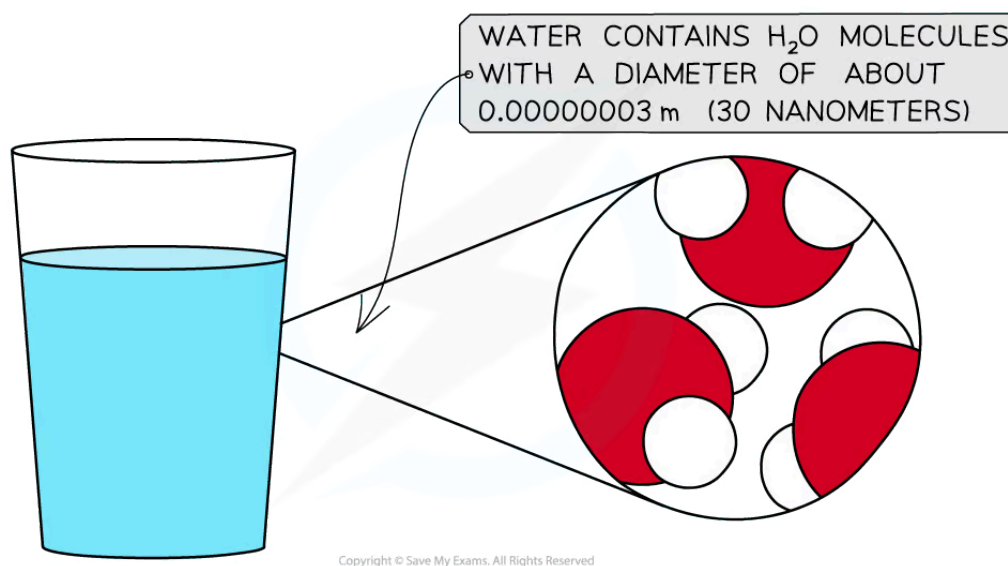 WATER CONTAINS H₂O MOLECULES
WITH A DIAMETER OF ABOUT
0.00000003 m (30 NANOMETERS)
Copyright © Save My Exams. All Rights Reserved